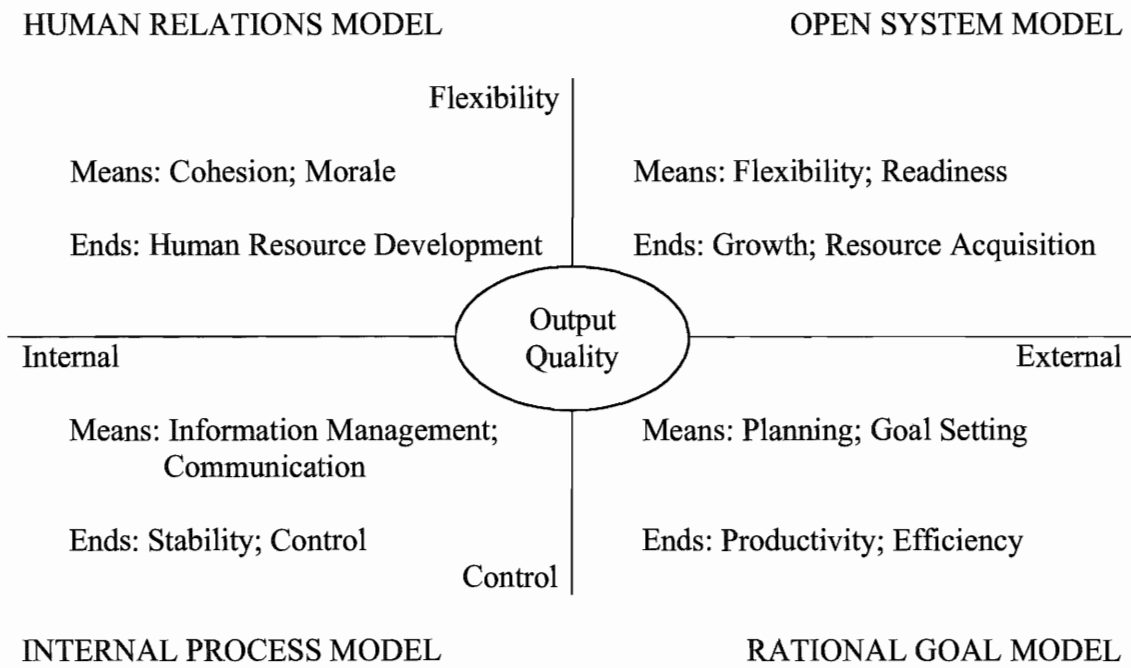 HUMAN RELATIONS MODEL
OPEN SYSTEM MODEL
Flexibility
Means: Cohesion; Morale
Means: Flexibility; Readiness
Ends: Human Resource Development
Ends: Growth; Resource Acquisition
Output
Quality
Internal
External
Means: Information Management;
Communication
Means: Planning; Goal Setting
Ends: Stability; Control
Ends: Productivity; Efficiency
Control
INTERNAL PROCESS MODEL
RATIONAL GOAL MODEL